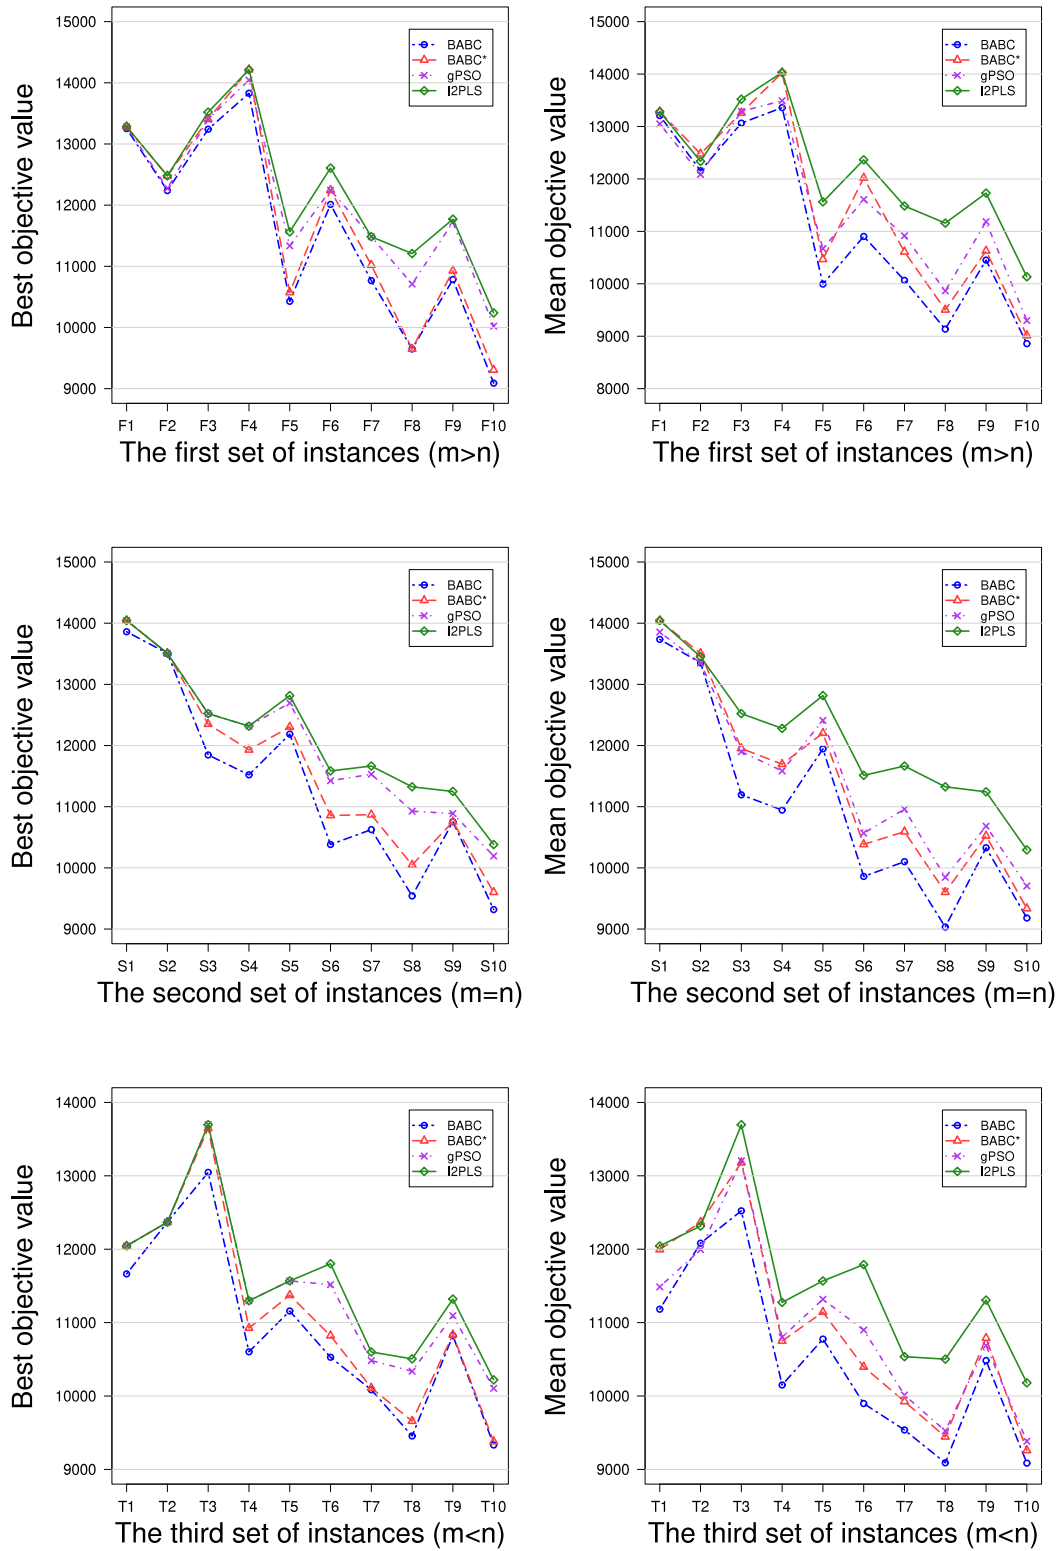 Best objective value
15000
14000
13000
12000
11000
10000
9000
BABC
BABC*
gPSO
I2PLS
F1 F2 F3 F4 F5 F6 F7 F8 F9 F10
The first set of instances (m>n)
Mean objective value
15000
14000
13000
12000
11000
10000
9000
8000
BABC
BABC*
gPSO
I2PLS
F1 F2 F3 F4 F5 F6 F7 F8 F9 F10
The first set of instances (m>n)
Best objective value
15000
14000
13000
12000
11000
10000
9000
BABC
BABC*
gPSO
I2PLS
S1 S2 S3 S4 S5 S6 S7 S8 S9 S10
The second set of instances (m=n)
Mean objective value
15000
14000
13000
12000
11000
10000
9000
BABC
BABC*
gPSO
I2PLS
S1 S2 S3 S4 S5 S6 S7 S8 S9 S10
The second set of instances (m=n)
Best objective value
14000
13000
12000
11000
10000
9000
BABC
BABC*
gPSO
I2PLS
T1 T2 T3 T4 T5 T6 T7 T8 T9 T10
The third set of instances (m<n)
Mean objective value
14000
13000
12000
11000
10000
9000
BABC
BABC*
gPSO
I2PLS
T1 T2 T3 T4 T5 T6 T7 T8 T9 T10
The third set of instances (m<n)